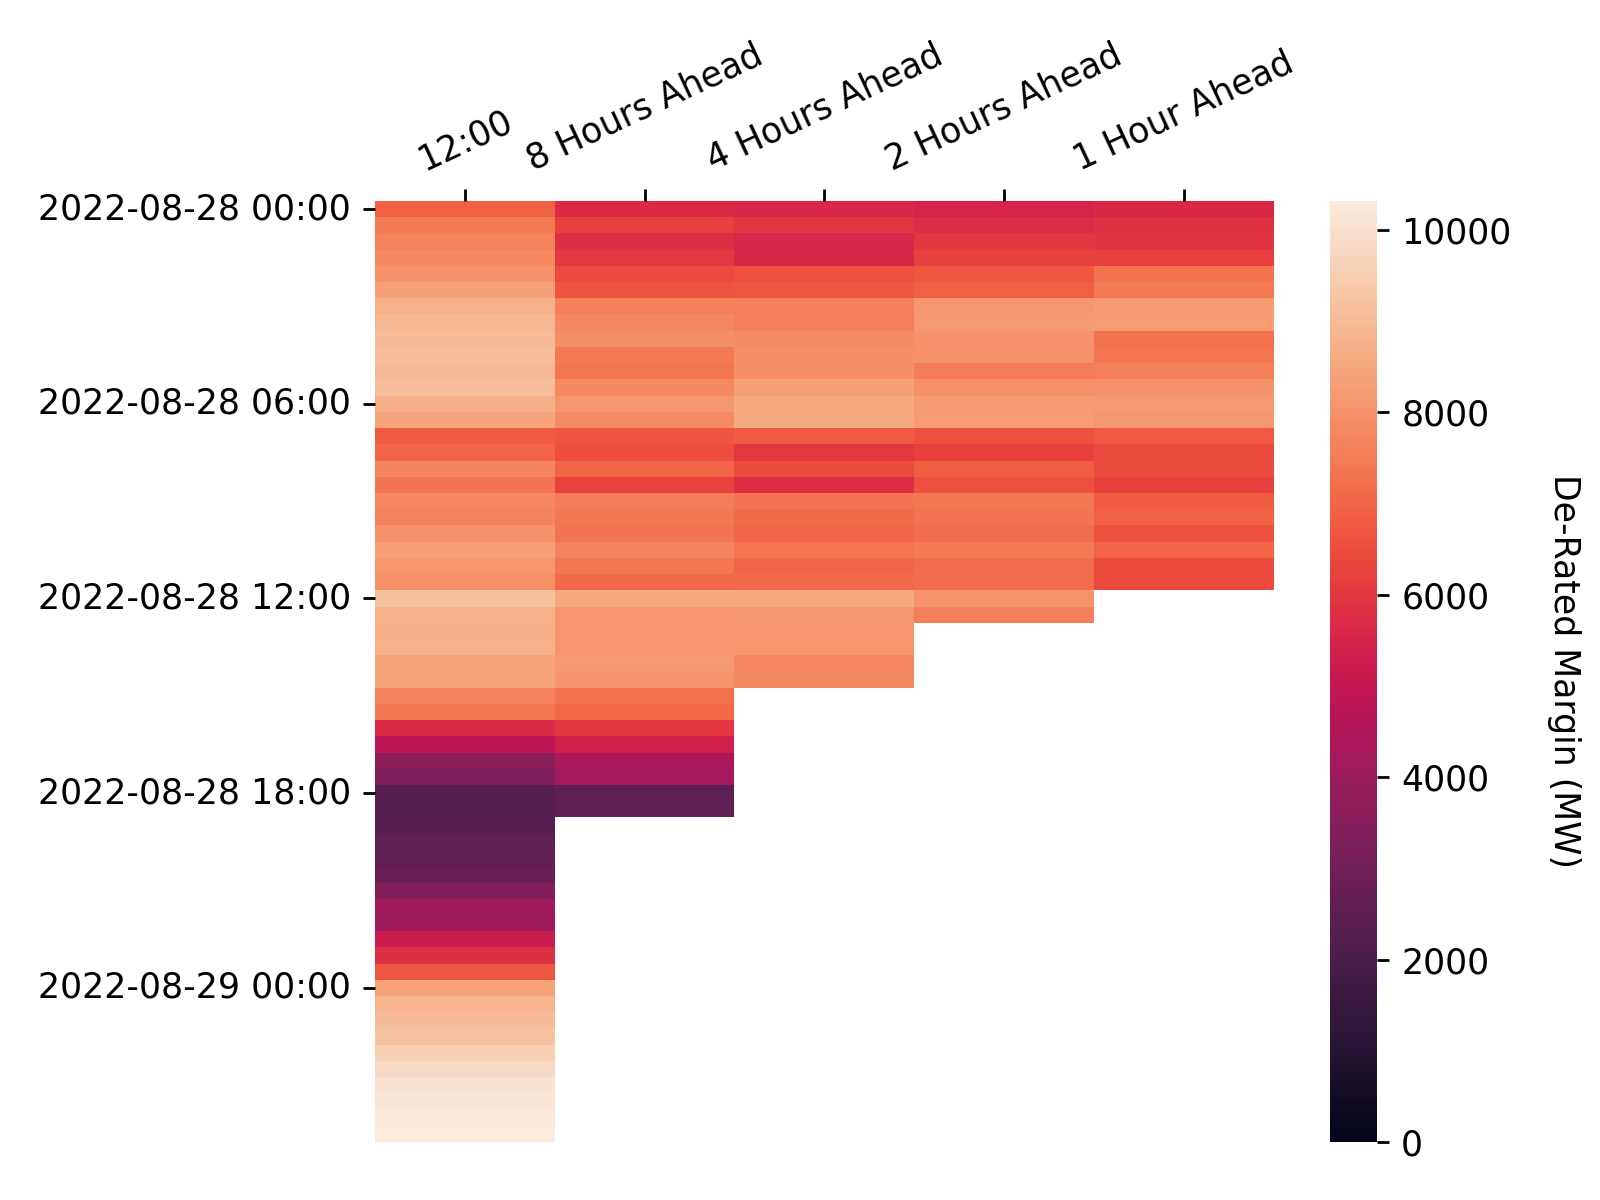 12:00
8 Hours Ahead
4 Hours Ahead
2 Hours Ahead
1 Hour Ahead
2022-08-28 00:00
2022-08-28 06:00
2022-08-28 12:00
2022-08-28 18:00
2022-08-29 00:00
10000
8000
6000
4000
2000
0
De-Rated Margin (MW)